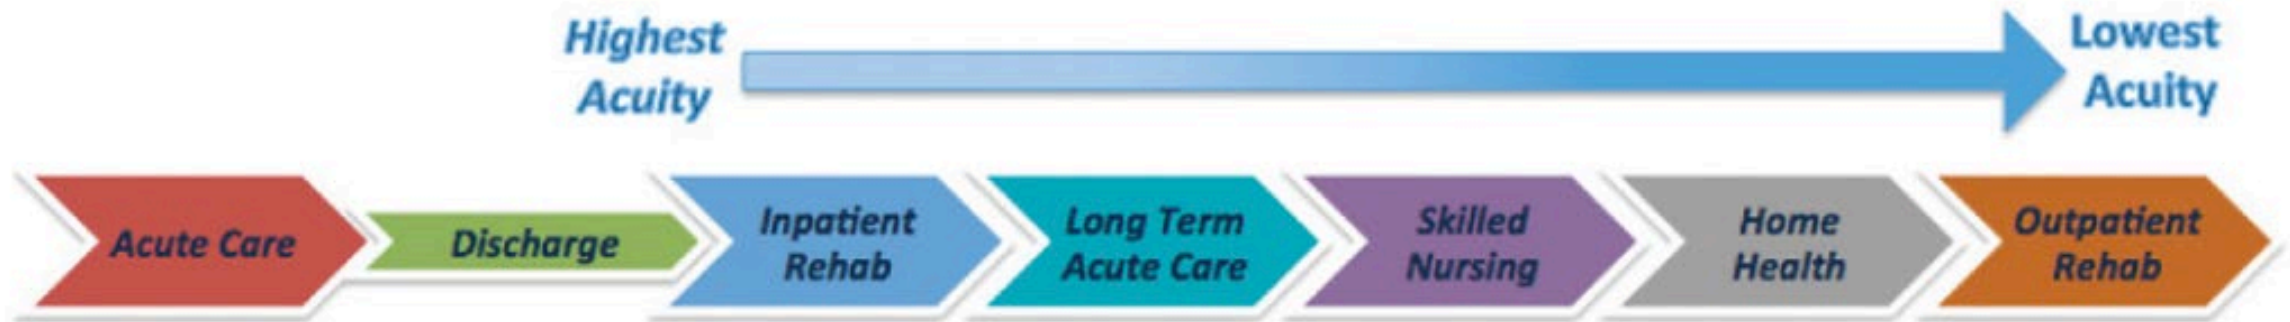 Highest
Acuity
Lowest
Acuity
Acute Care
Discharge
Inpatient
Rehab
Long Term
Acute Care
Skilled
Nursing
Home
Health
Outpatient
Rehab